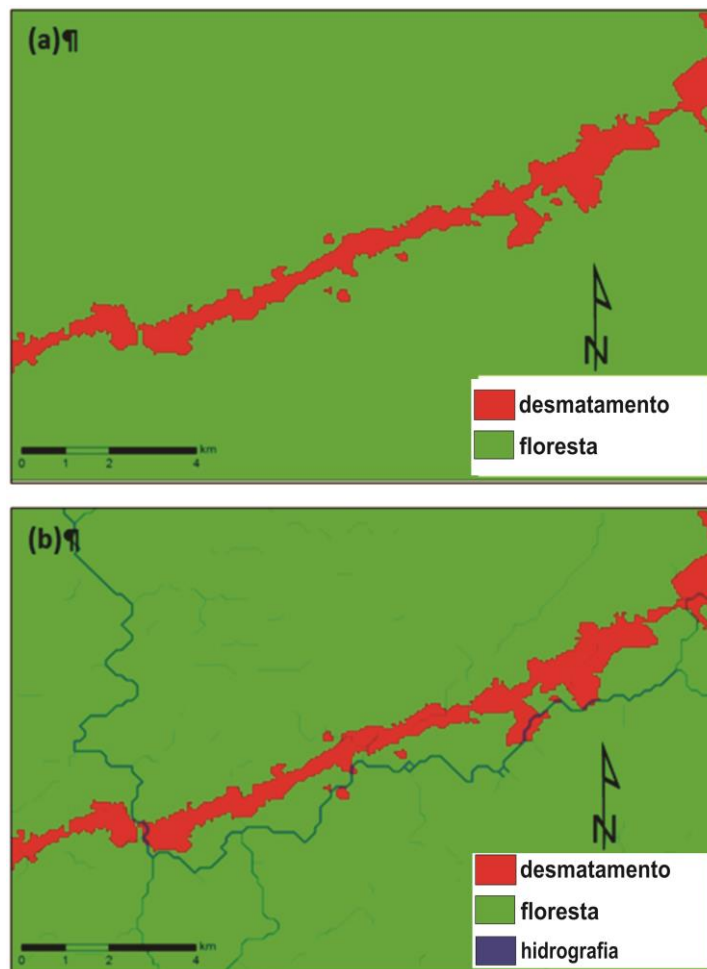 (a)¶
N
desmatamento
floresta
km
0 1 2 4
(b)¶
N
desmatamento
floresta
hidrografia
km
0 1 2 4